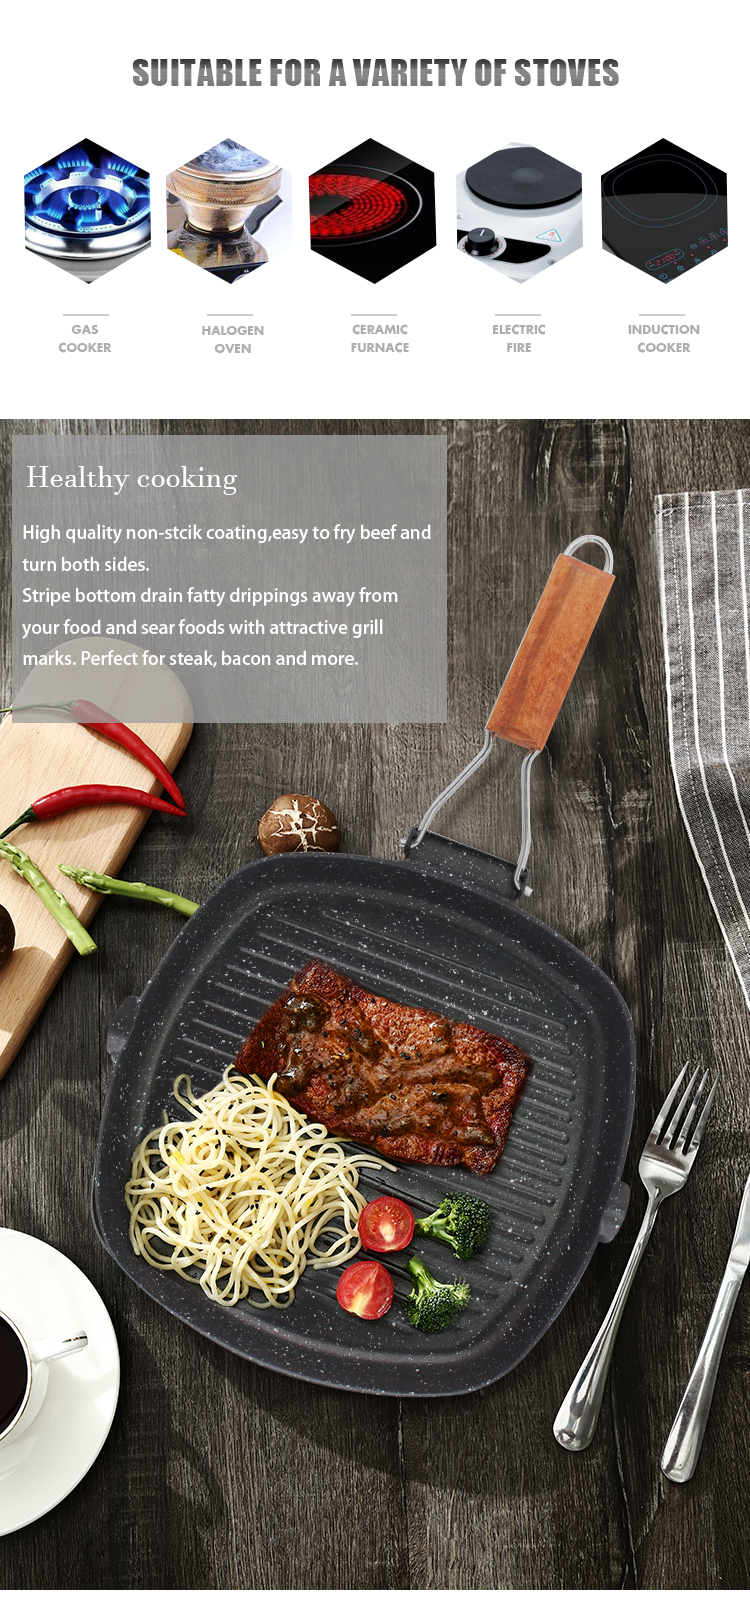 SUITABLE FOR A VARIETY OF STOVES
GAS
COOKER
HALOGEN
OVEN
CERAMIC
FURNACE
ELECTRIC
FIRE
INDUCTION
COOKER
Healthy cooking
High quality non-stcik coating,easy to fry beef and
turn both sides.
Stripe bottom drain fatty drippings away from
your food and sear foods with attractive grill
marks. Perfect for steak, bacon and more.